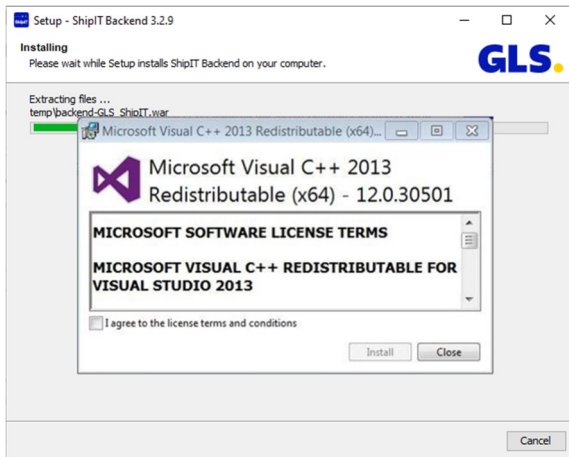 ShipIT
Setup - ShipIT Backend 3.2.9
Installing
Please wait while Setup installs ShipIT Backend on your computer.
GLS.
Extracting files ...
temp\backend-GLS_ShipIT.war
Microsoft Visual C++ 2013 Redistributable (x64)...
Microsoft Visual C++ 2013
Redistributable (x64) - 12.0.30501
MICROSOFT SOFTWARE LICENSE TERMS
MICROSOFT VISUAL C++ REDISTRIBUTABLE FOR
VISUAL STUDIO 2013
I agree to the license terms and conditions
Install
Close
Cancel